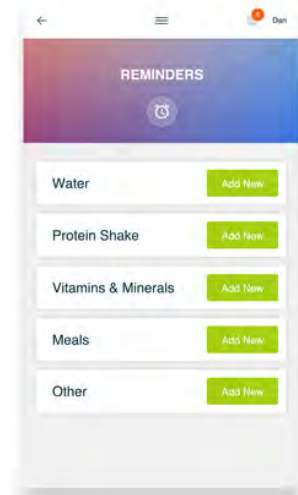 Dan
REMINDERS
Water
Add New
Protein Shake
Add New
Vitamins & Minerals
Add New
Meals
Add New
Other
Add New